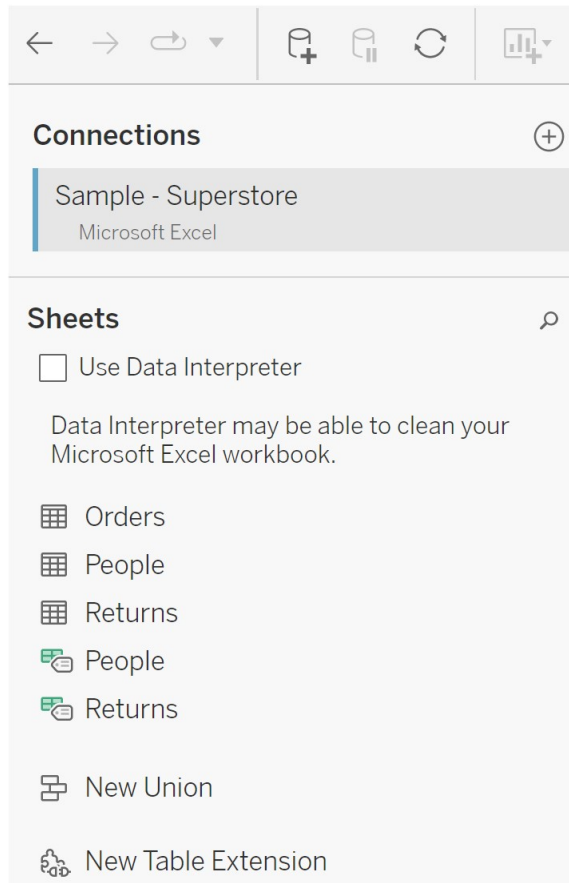 Connections
Sample - Superstore
Microsoft Excel
Sheets
Use Data Interpreter
Data Interpreter may be able to clean your
Microsoft Excel workbook.
Orders
People
Returns
People
Returns
New Union
New Table Extension